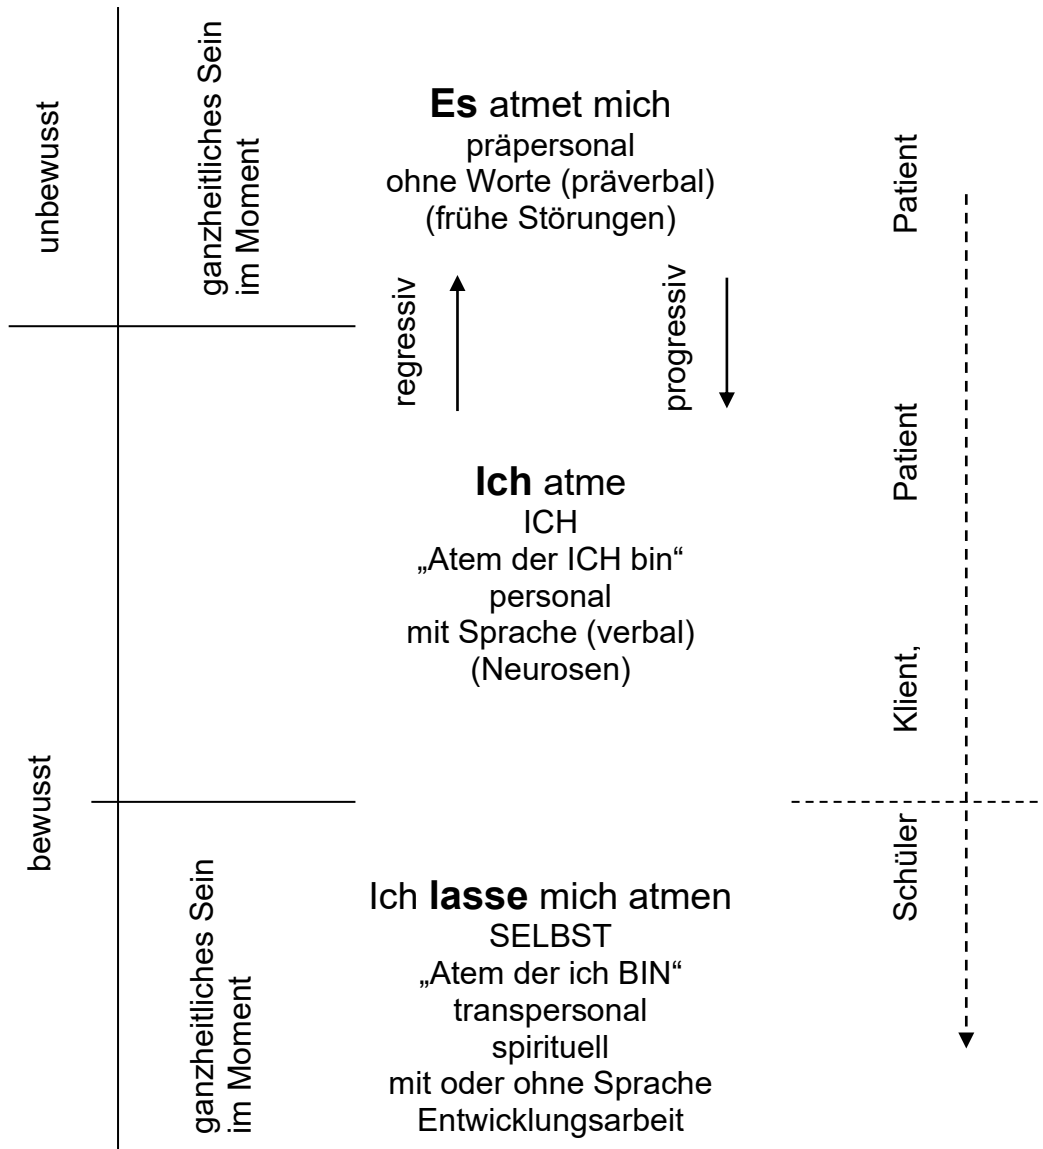 unbewusst
ganzheitliches Sein
im Moment
Es atmet mich
präpersonal
ohne Worte (präverbal)
(frühe Störungen)
Patient
regressiv
progressiv
Ich atme
ICH
„Atem der ICH bin“
personal
mit Sprache (verbal)
(Neurosen)
Patient
Klient,
bewusst
ganzheitliches Sein
im Moment
Ich lasse mich atmen
SELBST
„Atem der ich BIN“
transpersonal
spirituell
mit oder ohne Sprache
Entwicklungsarbeit
Schüler